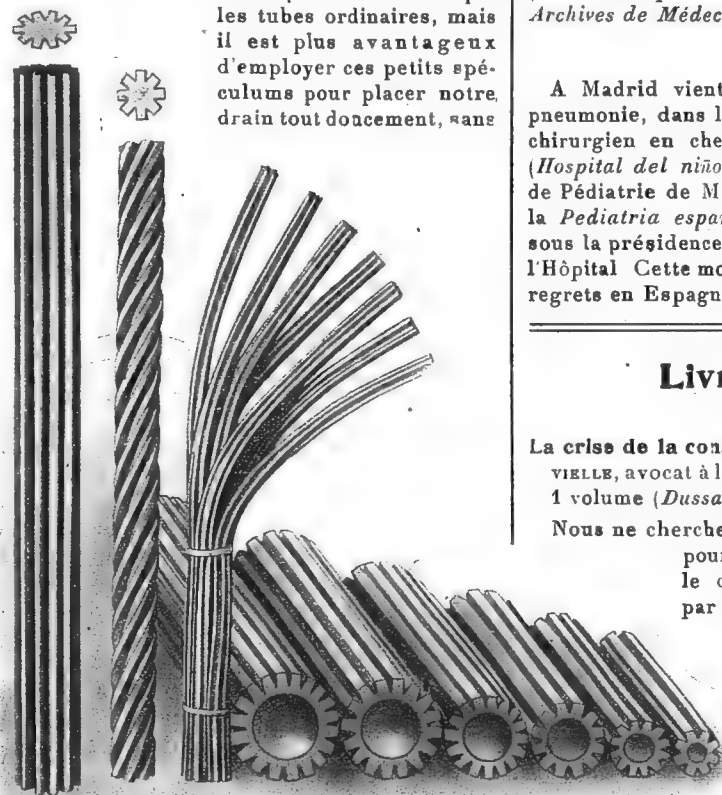 les tubes ordinaires, mais
il est plus avantageux
d'employer ces petits spé-
culums pour placer notre
drain tout doucement, sans
Archives de Médec
A Madrid vient
pneumonie, dans l
chirurgien en che
(Hospital del niño
de Pédiatrie de M
la Pediatria espa
sous la présidence
l'Hôpital Cette mo
regrets en Espagn
Livr
La crise de la con
VIELLE, avocat à l
1 volume (Dussa
Nous ne cherche
pour
le c
par